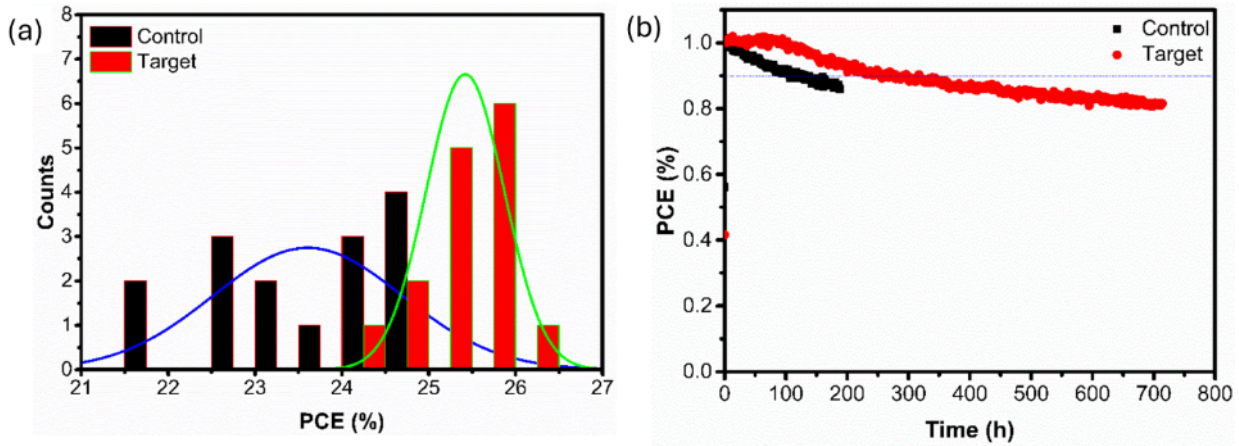 (a)
Control
Target
8
7
6
5
4
3
2
1
0
Counts
21 22 23 24 25 26 27
PCE (%)
(b)
Control
Target
1.0
0.8
0.6
0.4
0.2
0.0
PCE (%)
0 100 200 300 400 500 600 700 800
Time (h)